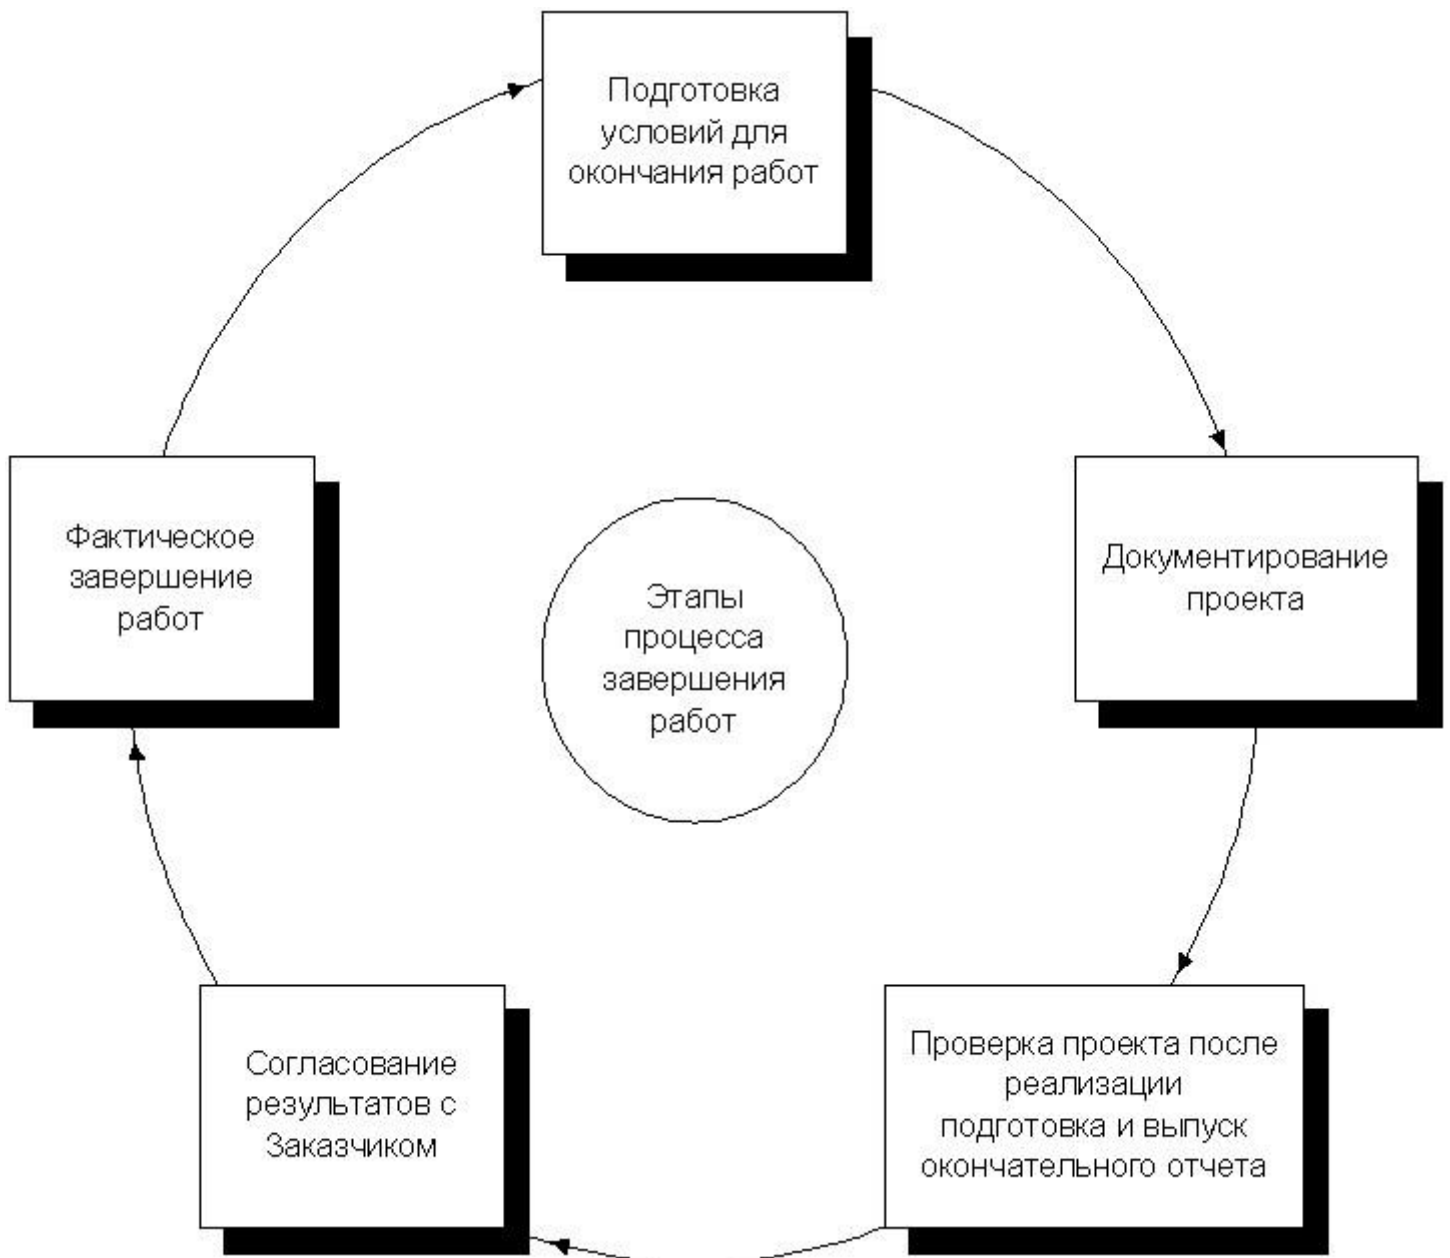 Подготовка
условий для
окончания работ
Фактическое
завершение
работ
Этапы
процесса
завершения
работ
Документирование
проекта
Согласование
результатов с
Заказчиком
Проверка проекта после
реализации
подготовка и выпуск
окончательного отчета